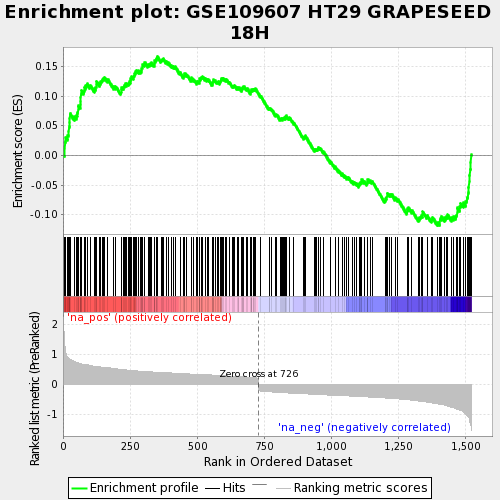 Enrichment plot: GSE109607 HT29 GRAPESEED
18H
Enrichment score (ES)
0.15
0.10
0.05
0.00
-0.05
-0.10
'na_pos' (positively correlated)
Ranked list metric (PreRanked)
2
1
0
-1
Zero cross at 726
'na_neg' (negatively correlated)
0
250
500
750
1,000
1,250
1,500
Rank in Ordered Dataset
Enrichment profile
Hits
Ranking metric scores